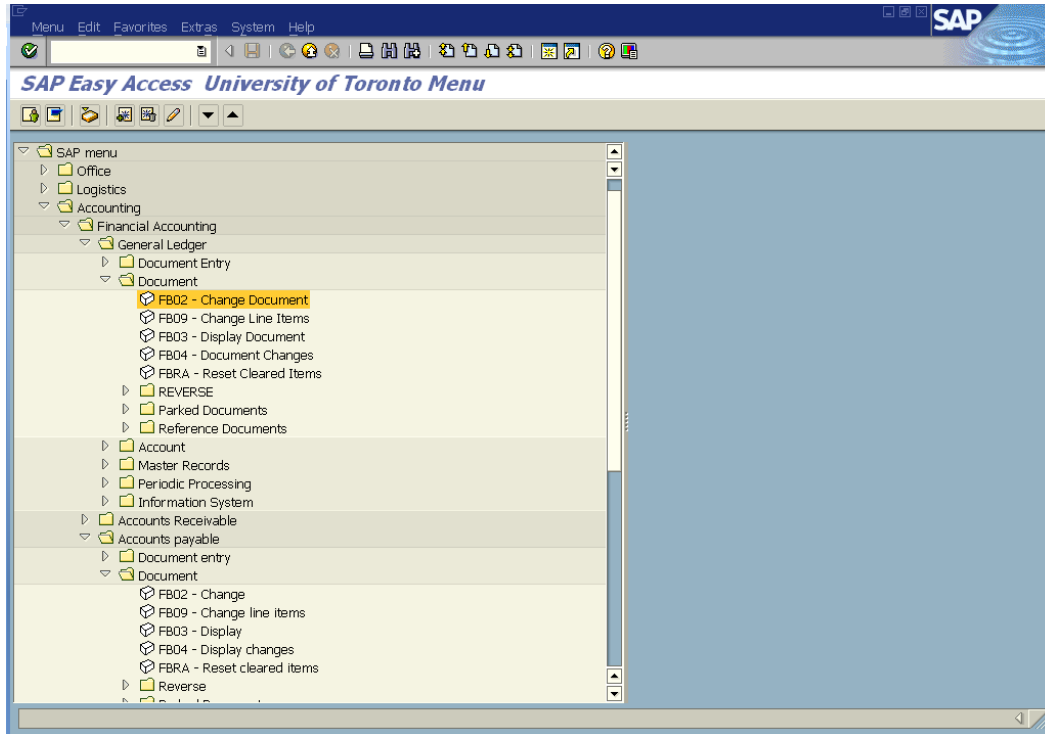 Menu Edit Favorites Extras System Help
SAP
SAP Easy Access University of Toronto Menu
SAP menu
Office
Logistics
Accounting
Financial Accounting
General Ledger
Document Entry
Document
FB02 - Change Document
FB09 - Change Line Items
FB03 - Display Document
FB04 - Document Changes
FBRA - Reset Cleared Items
REVERSE
Parked Documents
Reference Documents
Account
Master Records
Periodic Processing
Information System
Accounts Receivable
Accounts payable
Document entry
Document
FB02 - Change
FB09 - Change line items
FB03 - Display
FB04 - Display changes
FBRA - Reset cleared items
Reverse